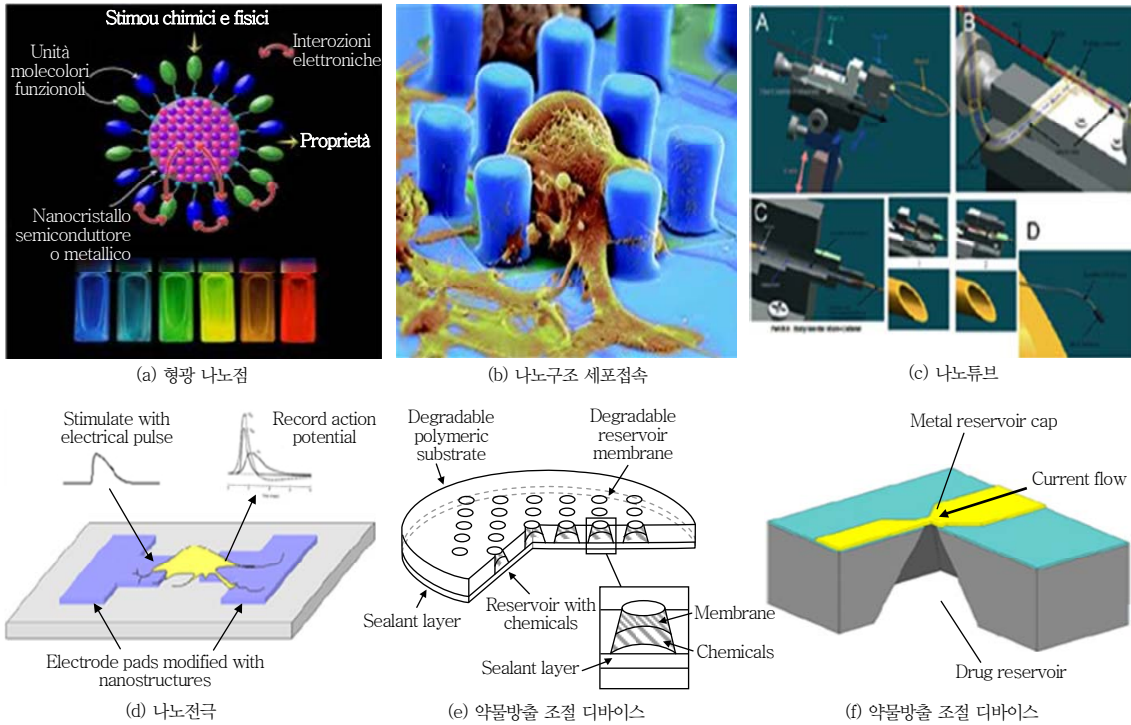 Stimou chimici e fisici
Unità
molecolori
funzionoli
Interozioni
elettroniche
Proprietà
Nanocristallo
semiconduttore
o metallico
(a) 형광 나노점
(b) 나노구조 세포접속
A
B
C
D
(c) 나노튜브
Stimulate with
electrical pulse
Record action
potential
Electrode pads modified with
nanostructures
(d) 나노전극
Degradable
polymeric
substrate
Degradable
reservoir
membrane
Sealant layer
Reservoir with
chemicals
Membrane
Chemicals
Sealant layer
(e) 약물방출 조절 디바이스
Metal reservoir cap
Current flow
Drug reservoir
(f) 약물방출 조절 디바이스